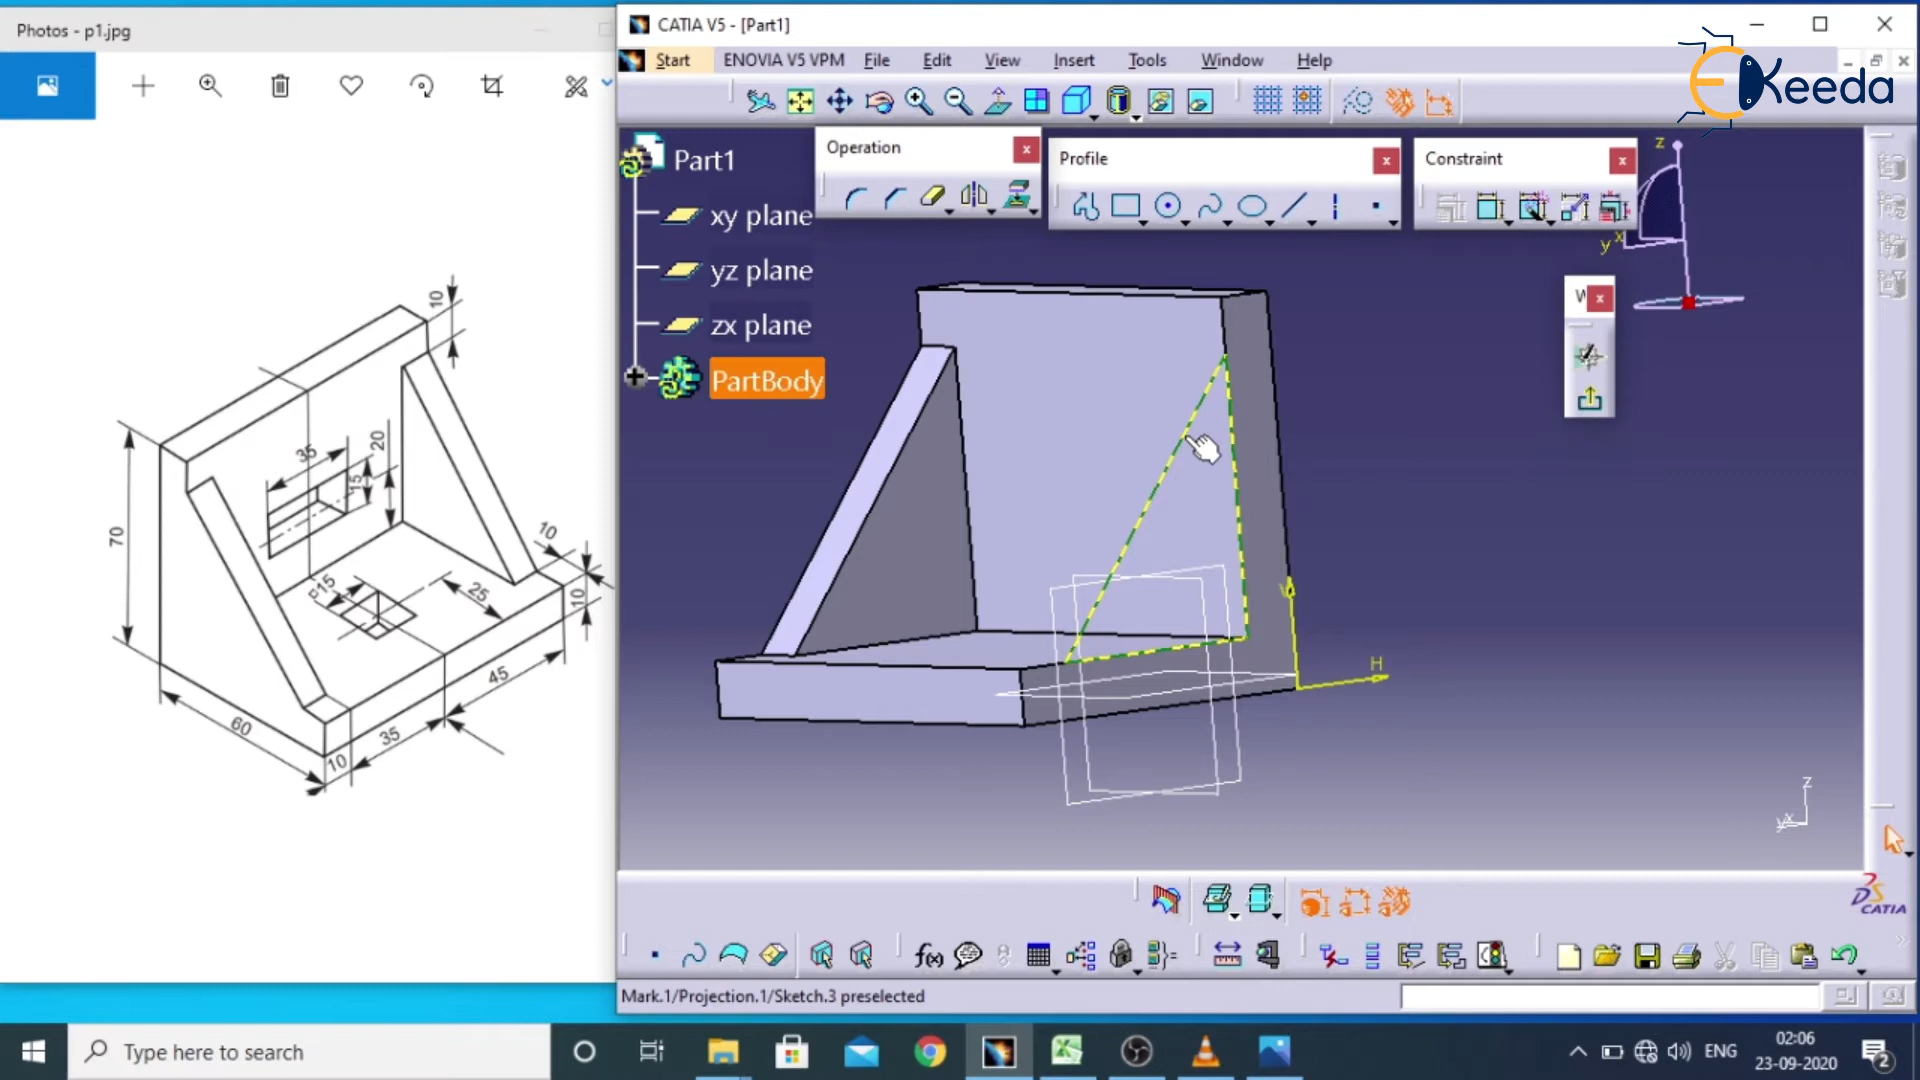 Photos - p1.jpg
CATIA V5 - [Part1]
Start ENOVIA V5 VPM File Edit View Insert Tools Window Help
Keeda
Part1
xy plane
yz plane
zx plane
PartBody
Operation
Profile
Constraint
W
z
x
y
V
H
z
x
y
10
35
20
15
70
10
□15
25
10
45
60
35
10
CATIA
f(x)
Mark.1/Projection.1/Sketch.3 preselected
Type here to search
ENG
02:06
23-09-2020
2